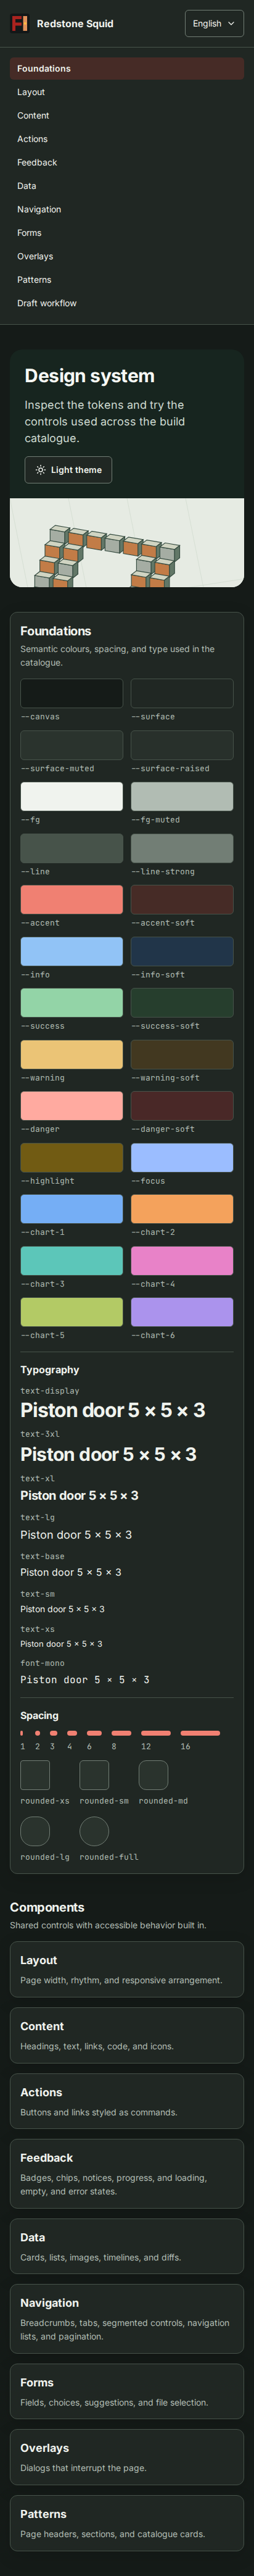 Redstone Squid
English
Foundations
Layout
Content
Actions
Feedback
Data
Navigation
Forms
Overlays
Patterns
Draft workflow
Design system
Inspect the tokens and try the
controls used across the build
catalogue.
Light theme
Foundations
Semantic colours, spacing, and type used in the
catalogue.
--canvas
--surface
--surface-muted
--surface-raised
--fg
--fg-muted
--line
--line-strong
--accent
--accent-soft
--info
--info-soft
--success
--success-soft
--warning
--warning-soft
--danger
--danger-soft
--highlight
--focus
--chart-1
--chart-2
--chart-3
--chart-4
--chart-5
--chart-6
Typography
text-display
Piston door 5 × 5 × 3
text-3xl
Piston door 5 × 5 × 3
text-xl
Piston door 5 × 5 × 3
text-lg
Piston door 5 × 5 × 3
text-base
Piston door 5 × 5 × 3
text-sm
Piston door 5 × 5 × 3
text-xs
Piston door 5 × 5 × 3
font-mono
Piston door 5 × 5 × 3
Spacing
1 2 3 4 6 8 12 16
rounded-xs rounded-sm rounded-md
rounded-lg rounded-full
Components
Shared controls with accessible behavior built in.
Layout
Page width, rhythm, and responsive arrangement.
Content
Headings, text, links, code, and icons.
Actions
Buttons and links styled as commands.
Feedback
Badges, chips, notices, progress, and loading,
empty, and error states.
Data
Cards, lists, images, timelines, and diffs.
Navigation
Breadcrumbs, tabs, segmented controls, navigation
lists, and pagination.
Forms
Fields, choices, suggestions, and file selection.
Overlays
Dialogs that interrupt the page.
Patterns
Page headers, sections, and catalogue cards.